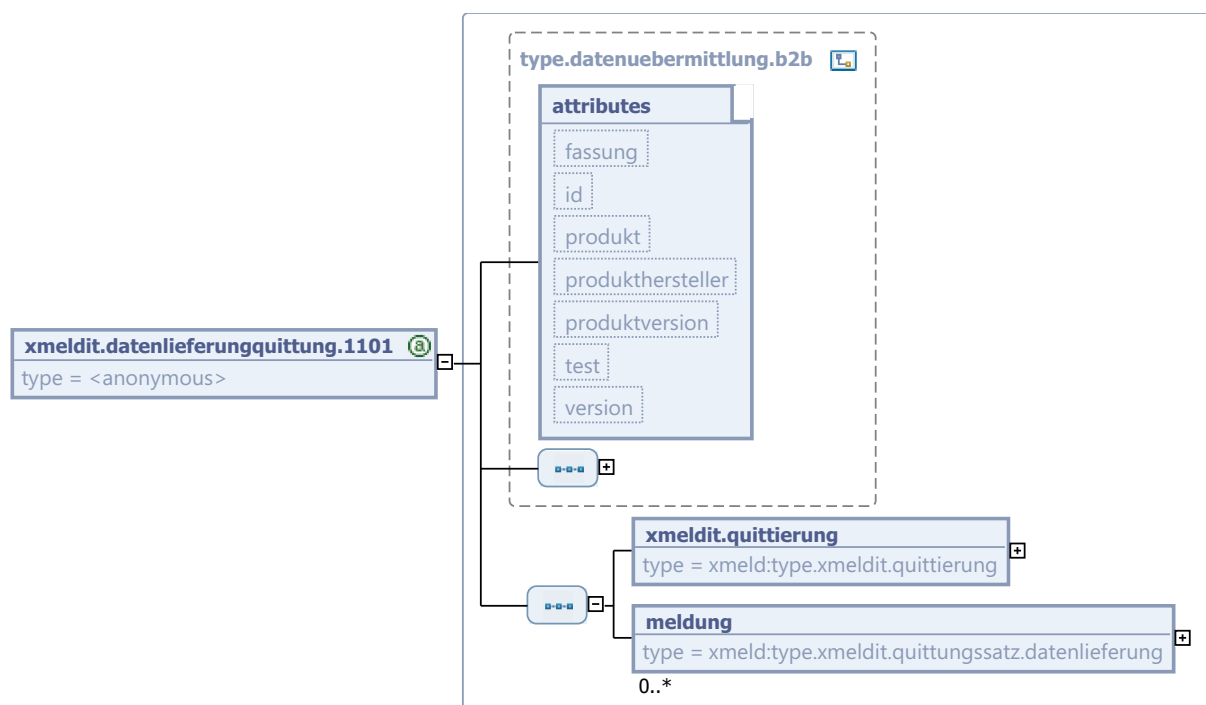 type.datenuebermittlung.b2b
attributes
fassung
id
produkt
produkthersteller
produktversion
test
version
xmeldit.datenlieferungquittung.1101 @
type = <anonymous>
xmeldit.quittierung
type = xmeld:type.xmeldit.quittierung
meldung
type = xmeld:type.xmeldit.quittungssatz.datenlieferung
0..*